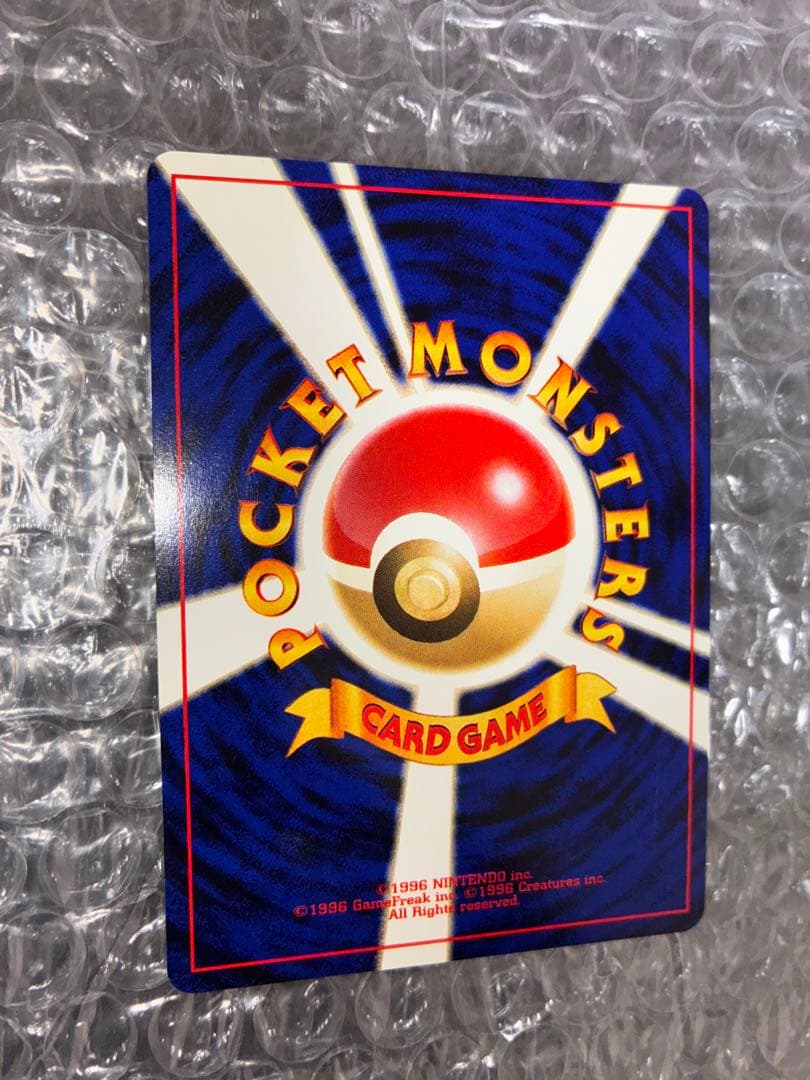 POCKET MONSTERS
CARD GAME
©1996 NINTENDO inc.
©1996 GameFreak inc. ©1996 Creatures inc.
All Rights reserved.